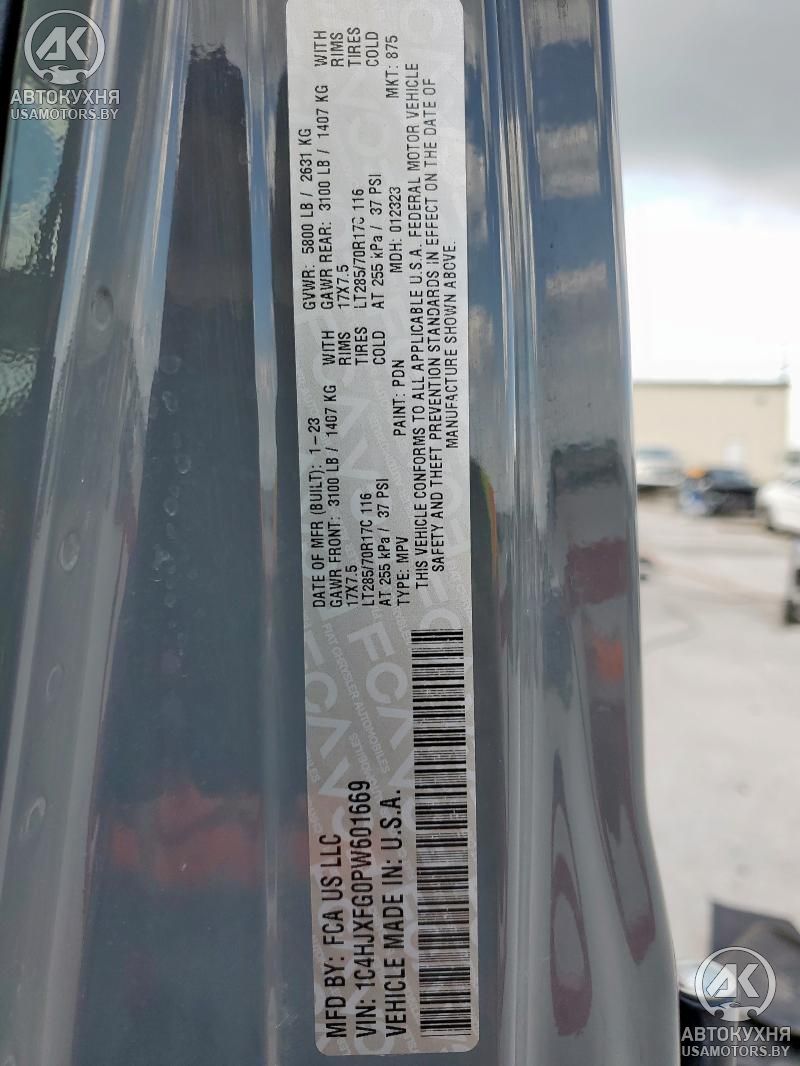 AK
АВТОКУХНЯ
USAMOTORS.BY
MFD BY: FCA US LLC
VIN: 1C4HJXFG0PW601669
VEHICLE MADE IN: U.S.A.
DATE OF MFR (BUILT): 1-23
GAWR FRONT: 3100 LB / 1407 KG WITH
17X7.5 RIMS
LT285/70R17C 116 TIRES
AT 255 kPa / 37 PSI COLD
TYPE: MPV PAINT: PDN
GVWR: 5800 LB / 2631 KG
GAWR REAR: 3100 LB / 1407 KG WITH
17X7.5 RIMS
LT285/70R17C 116 TIRES
AT 255 kPa / 37 PSI COLD
MDH: 012323 MKT: 875
THIS VEHICLE CONFORMS TO ALL APPLICABLE U.S.A. FEDERAL MOTOR VEHICLE
SAFETY AND THEFT PREVENTION STANDARDS IN EFFECT ON THE DATE OF
MANUFACTURE SHOWN ABOVE.
AK
АВТОКУХНЯ
USAMOTORS.BY